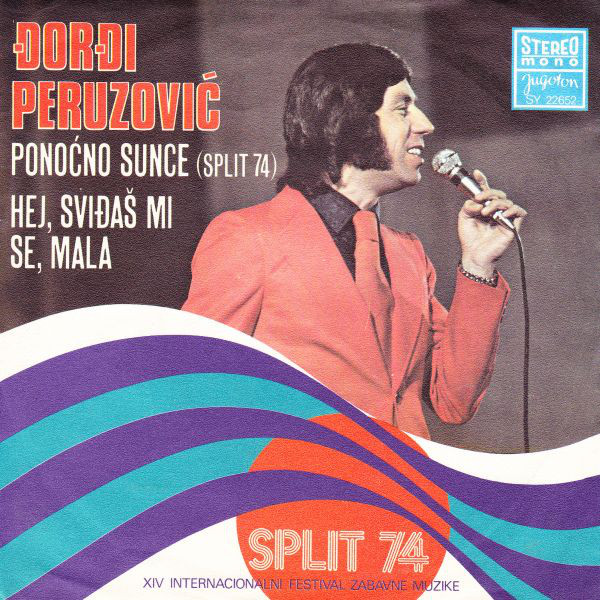 ĐORĐI
PERUZOVIĆ
PONOĆNO SUNCE (SPLIT 74)
HEJ, SVIĐAŠ MI
SE, MALA
STEREO
mono
Jugoton
SY 22652
SPLIT 74
XIV INTERNACIONALNI FESTIVAL ZABAVNE MUZIKE